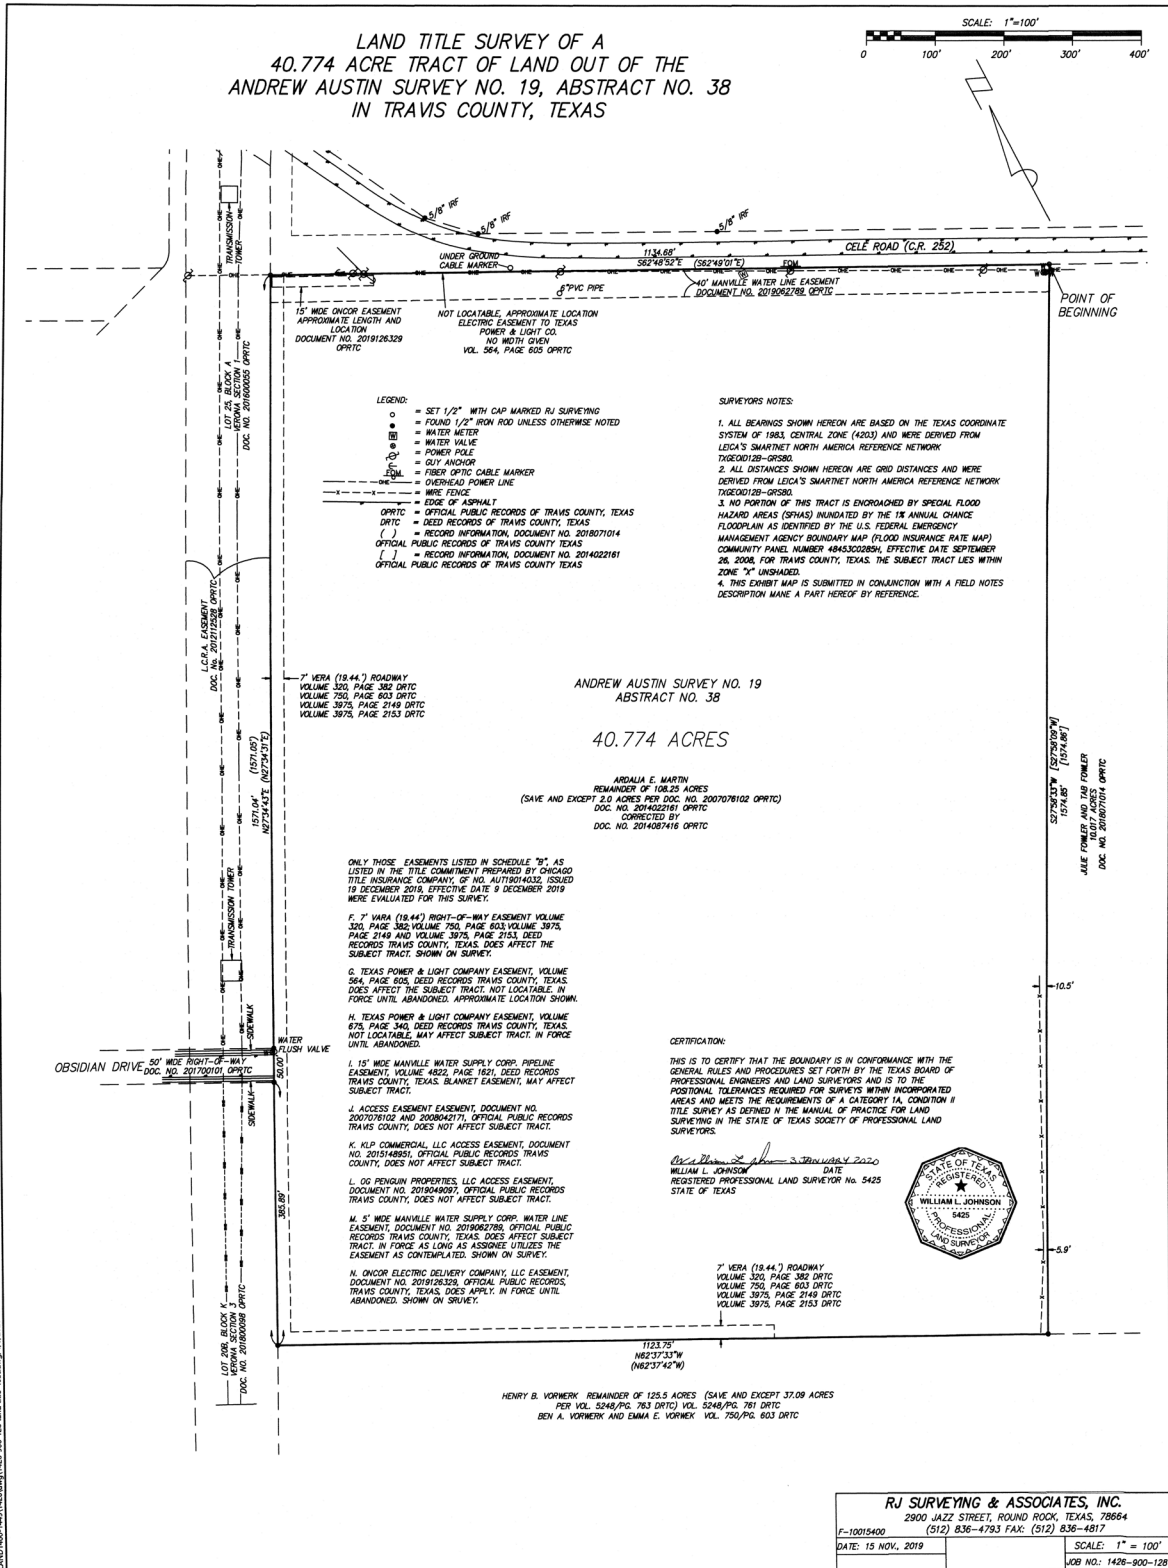 LAND TITLE SURVEY OF A
40.774 ACRE TRACT OF LAND OUT OF THE
ANDREW AUSTIN SURVEY NO. 19, ABSTRACT NO. 38
IN TRAVIS COUNTY, TEXAS
SCALE: 1"=100'
0 100' 200' 300' 400'
5/8" IRF
5/8" IRF
5/8" IRF
TRANSMISSION
TOWER
UNDER GROUND
CABLE MARKER
1134.68'
S62°48'52"E (S62°49'01"E)
FOM
CELE ROAD (C.R. 252)
6"PVC PIPE
40' MANVILLE WATER LINE EASEMENT
DOCUMENT NO. 2019062789 OPRTC
POINT OF
BEGINNING
15' WIDE ONCOR EASEMENT
APPROXIMATE LENGTH AND
LOCATION
DOCUMENT NO. 2019126329
OPRTC
NOT LOCATABLE, APPROXIMATE LOCATION
ELECTRIC EASEMENT TO TEXAS
POWER & LIGHT CO.
NO WIDTH GIVEN
VOL. 564, PAGE 605 OPRTC
LOT 25, BLOCK A
VERONA SECTION 1
DOC. NO. 201600055 OPRTC
LEGEND:
= SET 1/2" WITH CAP MARKED RJ SURVEYING
= FOUND 1/2" IRON ROD UNLESS OTHERWISE NOTED
W = WATER METER
= WATER VALVE
= POWER POLE
= GUY ANCHOR
FOM = FIBER OPTIC CABLE MARKER
OHE = OVERHEAD POWER LINE
X X = WIRE FENCE
= EDGE OF ASPHALT
OPRTC = OFFICIAL PUBLIC RECORDS OF TRAVIS COUNTY, TEXAS
DRTC = DEED RECORDS OF TRAVIS COUNTY, TEXAS
( ) = RECORD INFORMATION, DOCUMENT NO. 2018071014
OFFICIAL PUBLIC RECORDS OF TRAVIS COUNTY TEXAS
[ ] = RECORD INFORMATION, DOCUMENT NO. 2014022161
OFFICIAL PUBLIC RECORDS OF TRAVIS COUNTY TEXAS
SURVEYORS NOTES:
1. ALL BEARINGS SHOWN HEREON ARE BASED ON THE TEXAS COORDINATE
SYSTEM OF 1983, CENTRAL ZONE (4203) AND WERE DERIVED FROM
LEICA'S SMARTNET NORTH AMERICA REFERENCE NETWORK
TXGEOID12B-GRS80.
2. ALL DISTANCES SHOWN HEREON ARE GRID DISTANCES AND WERE
DERIVED FROM LEICA'S SMARTNET NORTH AMERICA REFERENCE NETWORK
TXGEOID12B-GRS80.
3. NO PORTION OF THIS TRACT IS ENCROACHED BY SPECIAL FLOOD
HAZARD AREAS (SFHAS) INUNDATED BY THE 1% ANNUAL CHANCE
FLOODPLAIN AS IDENTIFIED BY THE U.S. FEDERAL EMERGENCY
MANAGEMENT AGENCY BOUNDARY MAP (FLOOD INSURANCE RATE MAP)
COMMUNITY PANEL NUMBER 48453C0285H, EFFECTIVE DATE SEPTEMBER
26, 2008, FOR TRAVIS COUNTY, TEXAS. THE SUBJECT TRACT LIES WITHIN
ZONE "X" UNSHADED.
4. THIS EXHIBIT MAP IS SUBMITTED IN CONJUNCTION WITH A FIELD NOTES
DESCRIPTION MANE A PART HEREOF BY REFERENCE.
L.C.R.A. EASEMENT
DOC. No. 2012112528 OPRTC
7' VERA (19.44.') ROADWAY
VOLUME 320, PAGE 382 DRTC
VOLUME 750, PAGE 603 DRTC
VOLUME 3975, PAGE 2149 DRTC
VOLUME 3975, PAGE 2153 DRTC
ANDREW AUSTIN SURVEY NO. 19
ABSTRACT NO. 38
40.774 ACRES
ARDALIA E. MARTIN
REMAINDER OF 108.25 ACRES
(SAVE AND EXCEPT 2.0 ACRES PER DOC. NO. 2007076102 OPRTC)
DOC. NO. 2014022161 OPRTC
CORRECTED BY
DOC. NO. 2014087416 OPRTC
1571.04' (1571.05')
N27°34'43"E (N27°34'31"E)
S27°58'33"W [S27°58'09"W]
1574.85' [1574.86']
JULIE FOWLER AND TAB FOWLER
10.017 ACRES
DOC. NO. 2018071014 OPRTC
ONLY THOSE EASEMENTS LISTED IN SCHEDULE "B", AS
LISTED IN THE TITLE COMMITMENT PREPARED BY CHICAGO
TITLE INSURANCE COMPANY, GF NO. AUT19014032, ISSUED
19 DECEMBER 2019, EFFECTIVE DATE 9 DECEMBER 2019
WERE EVALUATED FOR THIS SURVEY.
F. 7' VARA (19.44') RIGHT-OF-WAY EASEMENT VOLUME
320, PAGE 382; VOLUME 750, PAGE 603; VOLUME 3975,
PAGE 2149 AND VOLUME 3975, PAGE 2153, DEED
RECORDS TRAVIS COUNTY, TEXAS. DOES AFFECT THE
SUBJECT TRACT. SHOWN ON SURVEY.
G. TEXAS POWER & LIGHT COMPANY EASEMENT, VOLUME
564, PAGE 605, DEED RECORDS TRAVIS COUNTY, TEXAS.
DOES AFFECT THE SUBJECT TRACT. NOT LOCATABLE. IN
FORCE UNTIL ABANDONED. APPROXIMATE LOCATION SHOWN.
H. TEXAS POWER & LIGHT COMPANY EASEMENT, VOLUME
675, PAGE 340, DEED RECORDS TRAVIS COUNTY, TEXAS.
NOT LOCATABLE, MAY AFFECT SUBJECT TRACT. IN FORCE
UNTIL ABANDONED.
I. 15' WIDE MANVILLE WATER SUPPLY CORP. PIPELINE
EASEMENT, VOLUME 4822, PAGE 1621, DEED RECORDS
TRAVIS COUNTY, TEXAS. BLANKET EASEMENT, MAY AFFECT
SUBJECT TRACT.
J. ACCESS EASEMENT EASEMENT, DOCUMENT NO.
2007076102 AND 2008042171, OFFICIAL PUBLIC RECORDS
TRAVIS COUNTY, DOES NOT AFFECT SUBJECT TRACT.
K. KLP COMMERCIAL, LLC ACCESS EASEMENT, DOCUMENT
NO. 2015148951, OFFICIAL PUBLIC RECORDS TRAVIS
COUNTY, DOES NOT AFFECT SUBJECT TRACT.
L. OG PENGUIN PROPERTIES, LLC ACCESS EASEMENT,
DOCUMENT NO. 2019049097, OFFICIAL PUBLIC RECORDS
TRAVIS COUNTY, DOES NOT AFFECT SUBJECT TRACT.
M. 5' WIDE MANVILLE WATER SUPPLY CORP. WATER LINE
EASEMENT, DOCUMENT NO. 2019062789, OFFICIAL PUBLIC
RECORDS TRAVIS COUNTY, TEXAS. DOES AFFECT SUBJECT
TRACT. IN FORCE AS LONG AS ASSIGNEE UTILIZES THE
EASEMENT AS CONTEMPLATED. SHOWN ON SURVEY.
N. ONCOR ELECTRIC DELIVERY COMPANY, LLC EASEMENT,
DOCUMENT NO. 2019126329, OFFICIAL PUBLIC RECORDS,
TRAVIS COUNTY, TEXAS, DOES APPLY. IN FORCE UNTIL
ABANDONED. SHOWN ON SRUVEY.
TRANSMISSION TOWER
SIDEWALK
WATER
FLUSH VALVE
OBSIDIAN DRIVE
50' WIDE RIGHT-OF-WAY
DOC. NO. 201700101, OPRTC
50.00'
SIDEWALK
385.89'
10.5'
5.9'
CERTIFICATION:
THIS IS TO CERTIFY THAT THE BOUNDARY IS IN CONFORMANCE WITH THE
GENERAL RULES AND PROCEDURES SET FORTH BY THE TEXAS BOARD OF
PROFESSIONAL ENGINEERS AND LAND SURVEYORS AND IS TO THE
POSITIONAL TOLERANCES REQUIRED FOR SURVEYS WITHIN INCORPORATED
AREAS AND MEETS THE REQUIREMENTS OF A CATEGORY 1A, CONDITION II
TITLE SURVEY AS DEFINED N THE MANUAL OF PRACTICE FOR LAND
SURVEYING IN THE STATE OF TEXAS SOCIETY OF PROFESSIONAL LAND
SURVEYORS.
3 JANUARY 2020
WILLIAM L. JOHNSON DATE
REGISTERED PROFESSIONAL LAND SURVEYOR No. 5425
STATE OF TEXAS
STATE OF TEXAS
REGISTERED
WILLIAM L. JOHNSON
5425
PROFESSIONAL
LAND SURVEYOR
7' VERA (19.44.') ROADWAY
VOLUME 320, PAGE 382 DRTC
VOLUME 750, PAGE 603 DRTC
VOLUME 3975, PAGE 2149 DRTC
VOLUME 3975, PAGE 2153 DRTC
LOT 20B, BLOCK K
VERONA SECTION 3
DOC. NO. 201800098 OPRTC
1123.75'
N62°37'33"W
(N62°37'42"W)
HENRY B. VORWERK REMAINDER OF 125.5 ACRES (SAVE AND EXCEPT 37.09 ACRES
PER VOL. 5248/PG. 763 DRTC) VOL. 5248/PG. 761 DRTC
BEN A. VORWERK AND EMMA E. VORWEK VOL. 750/PG. 603 DRTC
RJ SURVEYING & ASSOCIATES, INC.
2900 JAZZ STREET, ROUND ROCK, TEXAS, 78664
F-10015400 (512) 836-4793 FAX: (512) 836-4817
DATE: 15 NOV., 2019
SCALE: 1" = 100'
JOB NO.: 1426-900-128